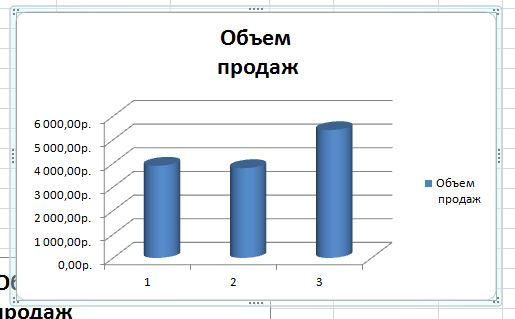 Объем
продаж
6 000,00р.
5 000,00р.
4 000,00р.
3 000,00р.
2 000,00р.
1 000,00р.
0,00р.
1 2 3
Объем
продаж
продаж